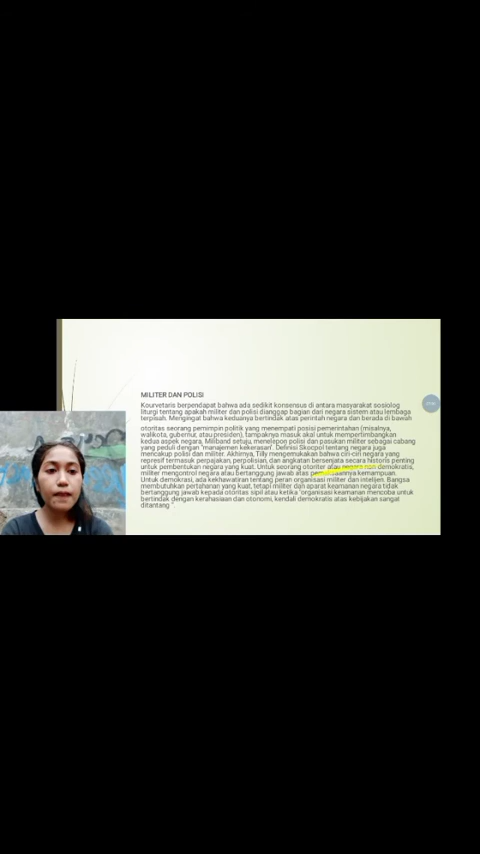 MILITER DAN POLISI
Kourvetaris berpendapat bahwa ada sedikit konsensus di antara masyarakat sosiolog
liturgi tentang apakah militer dan polisi dianggap bagian dari negara sistem atau lembaga
terpisah. Mengingat bahwa keduanya bertindak atas perintah negara dan berada di bawah
otoritas seorang pemimpin politik yang menempati posisi pemerintahan (misalnya,
walikota, gubernur, atau presiden), tampaknya masuk akal untuk mempertimbangkan
kedua aspek negara, Miliband setuju, menelepon polisi dan pasukan militer sebagai cabang
yang peduli dengan "manajemen kekerasan". Definisi Skocpol tentang negara juga
mencakup polisi dan militer. Akhirnya, Tilly mengemukakan bahwa ciri-ciri negara yang
represif termasuk perpajakan, perpolisian, dan angkatan bersenjata secara historis penting
untuk pembentukan negara yang kuat. Untuk seorang otoriter atau negara non demokratis,
militer mengontrol negara atau bertanggung jawab atas kemampuan.
Untuk demokrasi, ada kekhawatiran tentang peran organisasi militer dan intelijen. Bangsa
membutuhkan pertahanan yang kuat, tetapi militer dan aparat keamanan negara tidak
bertanggung jawab kepada otoritas sipil atau ketika "organisasi keamanan mencoba untuk
bertindak dengan kerahasiaan dan otonomi, kendali demokratis atas kebijakan sangat
ditantang ".